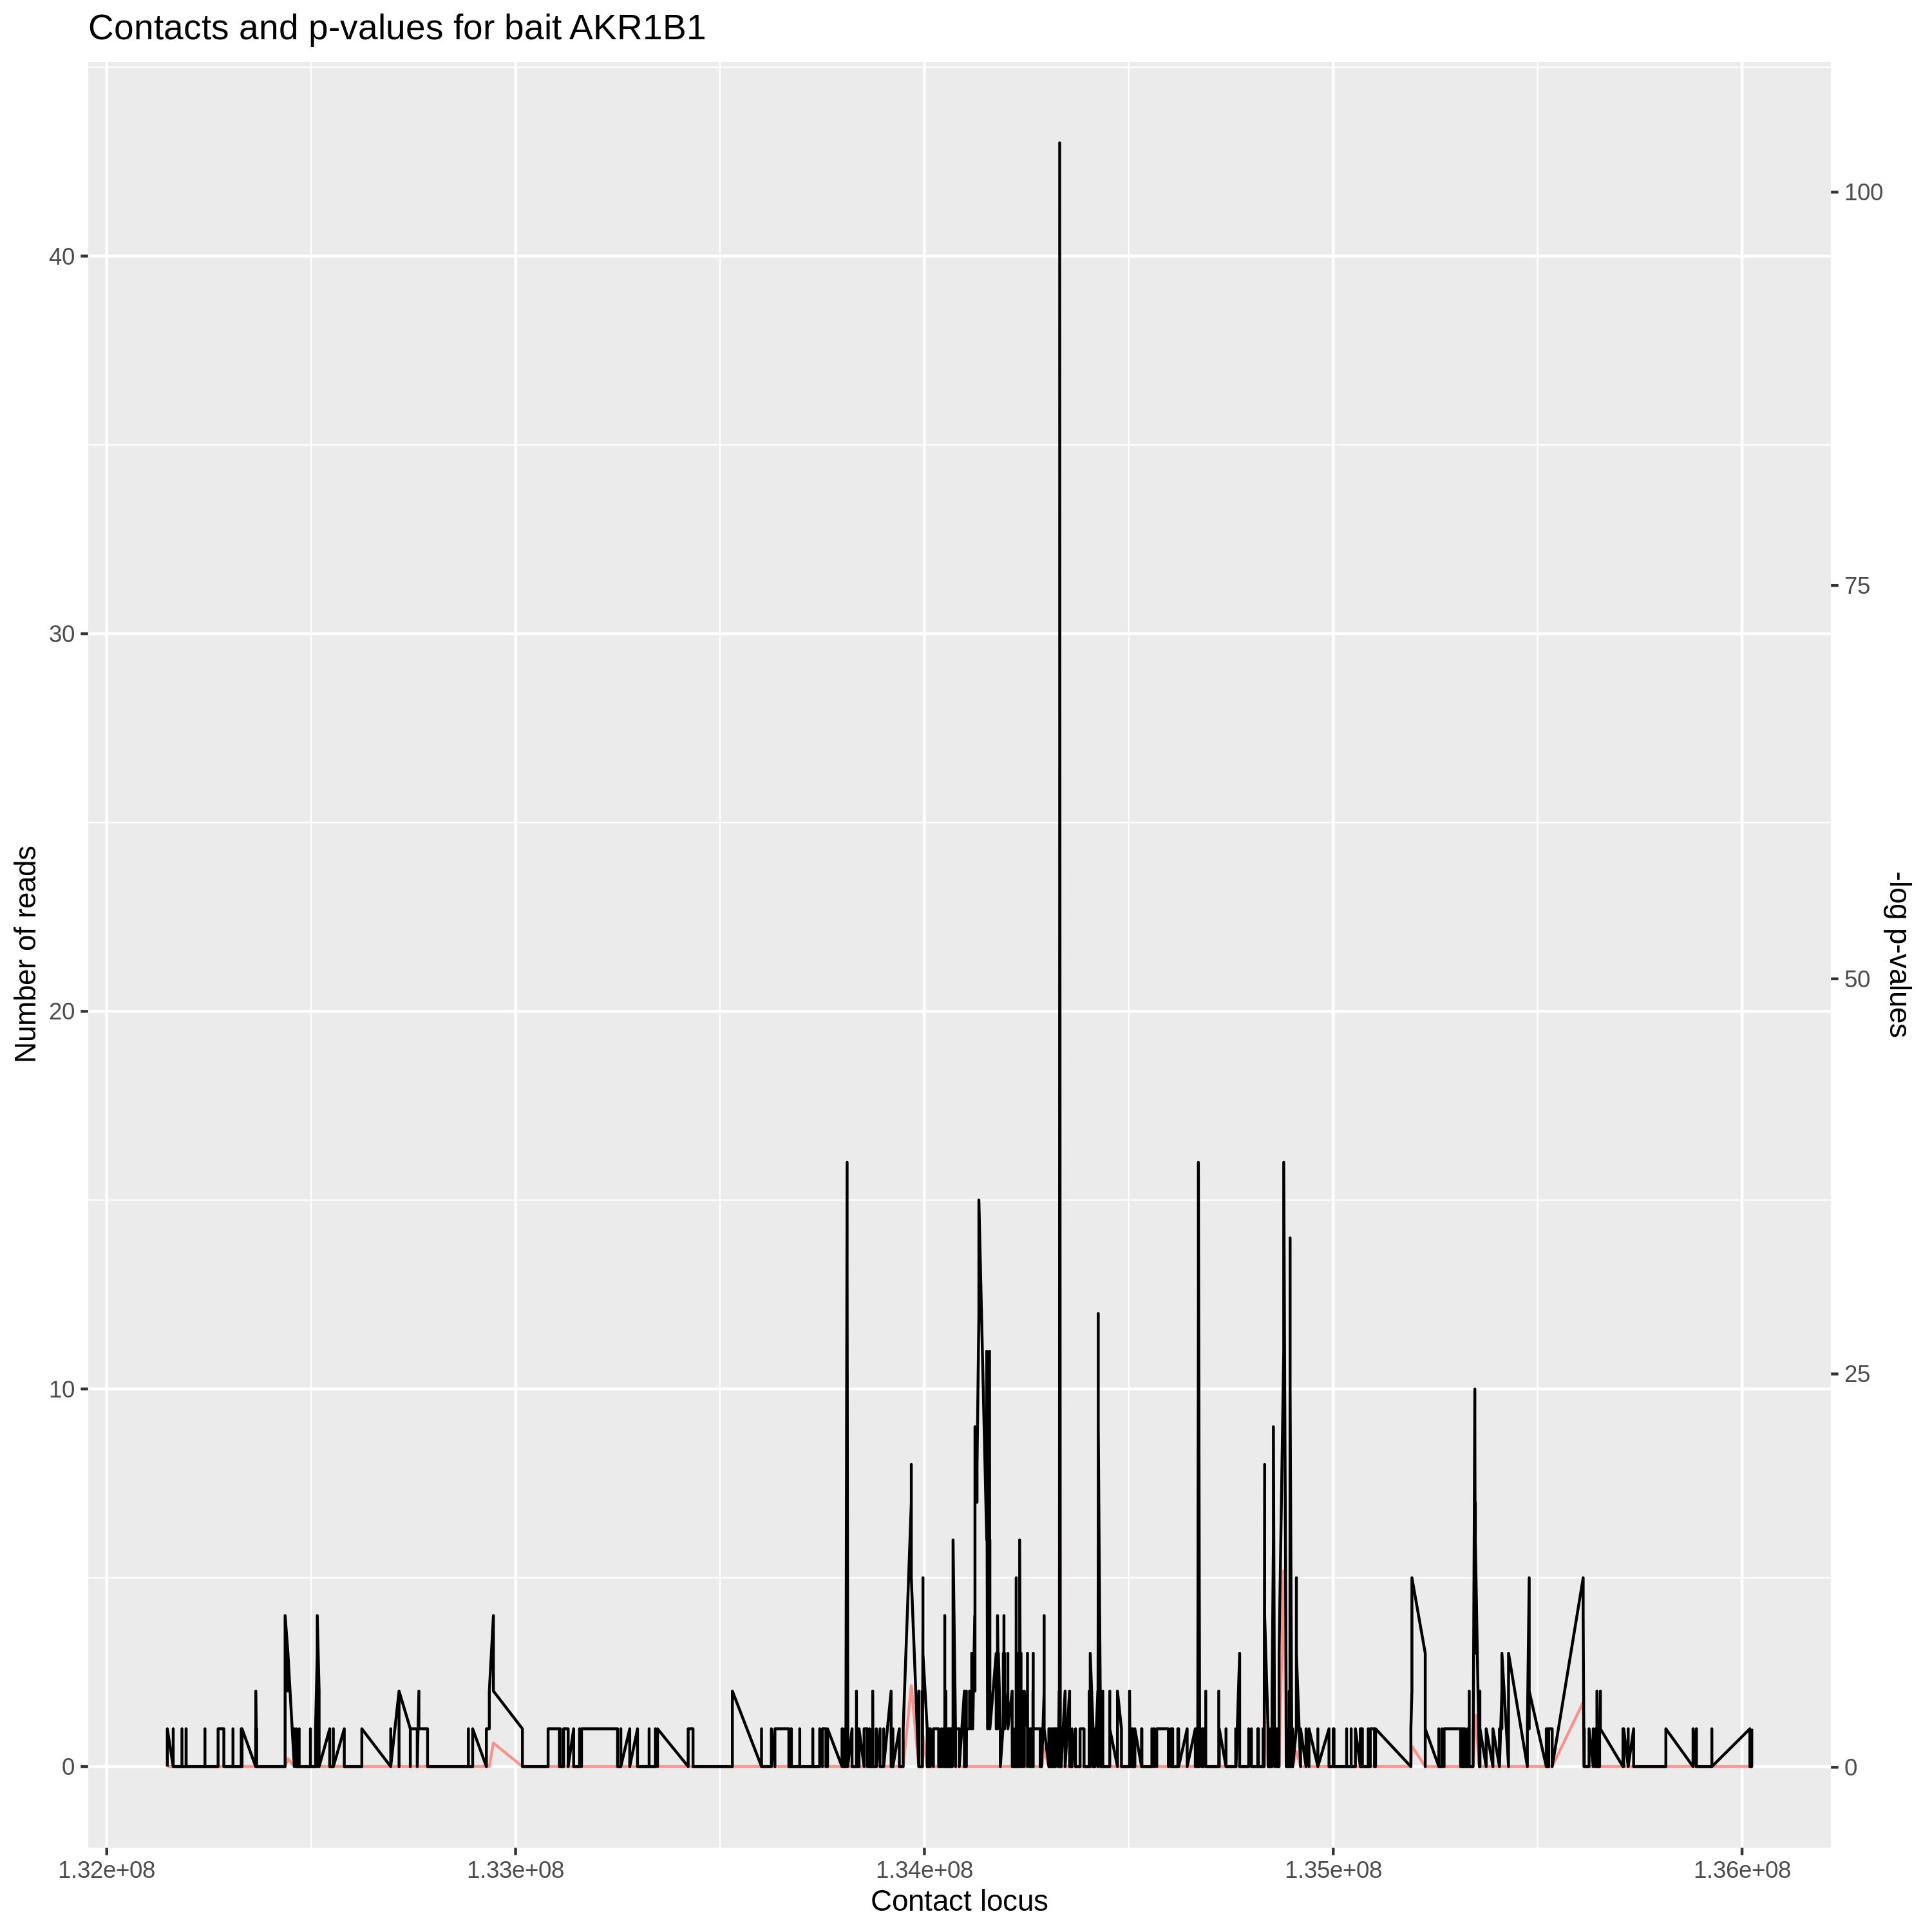 Contacts and p-values for bait AKR1B1
40
30
20
10
0
Number of reads
100
75
50
25
0
-log p-values
1.32e+08
1.33e+08
1.34e+08
1.35e+08
1.36e+08
Contact locus